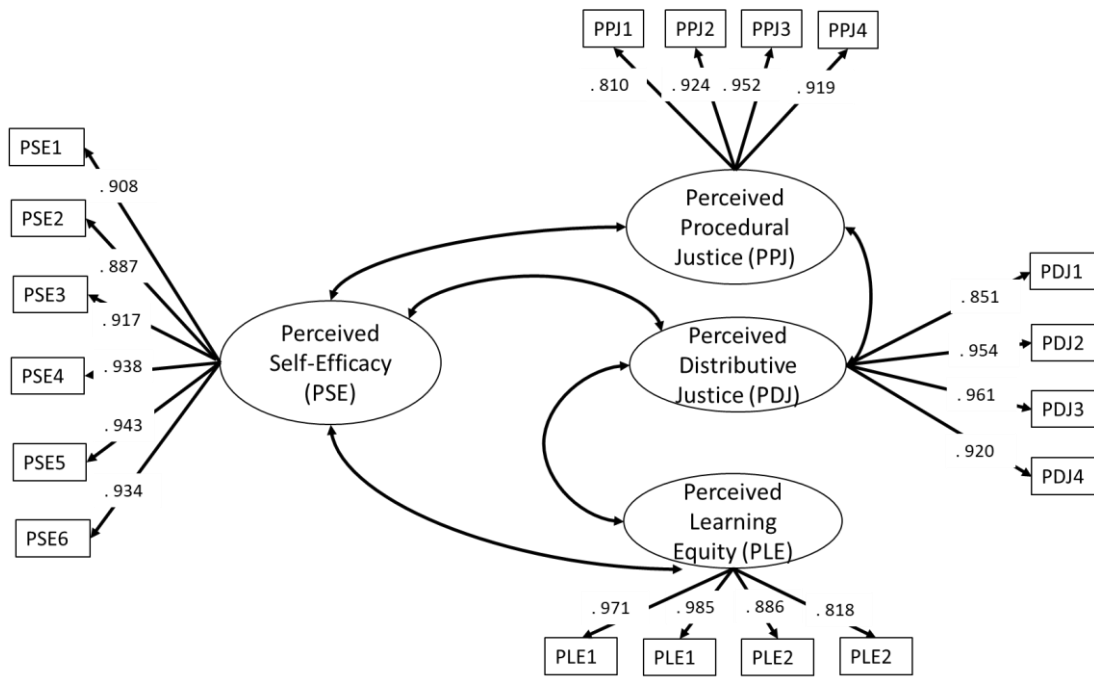 PPJ1
PPJ2
PPJ3
PPJ4
. 810
. 924
. 952
. 919
PSE1
PSE2
PSE3
PSE4
PSE5
PSE6
. 908
. 887
. 917
. 938
. 943
. 934
Perceived
Self-Efficacy
(PSE)
Perceived
Procedural
Justice (PPJ)
Perceived
Distributive
Justice (PDJ)
. 851
. 954
. 961
. 920
PDJ1
PDJ2
PDJ3
PDJ4
Perceived
Learning
Equity (PLE)
. 971
. 985
. 886
. 818
PLE1
PLE1
PLE2
PLE2